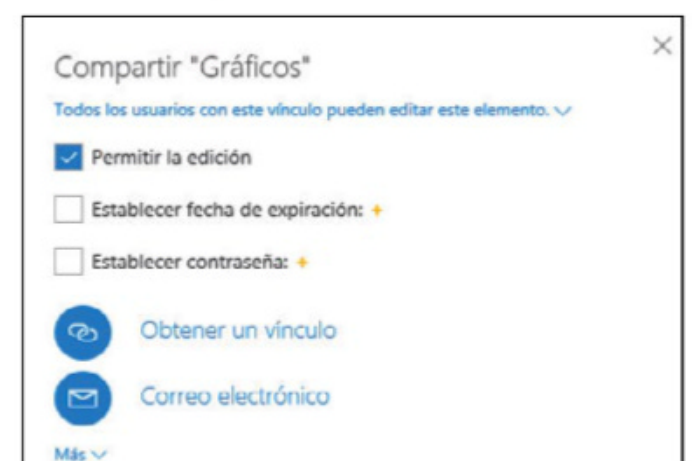 Compartir "Gráficos"
Todos los usuarios con este vínculo pueden editar este elemento.
Permitir la edición
Establecer fecha de expiración: +
Establecer contraseña: +
Obtener un vínculo
Correo electrónico
Más